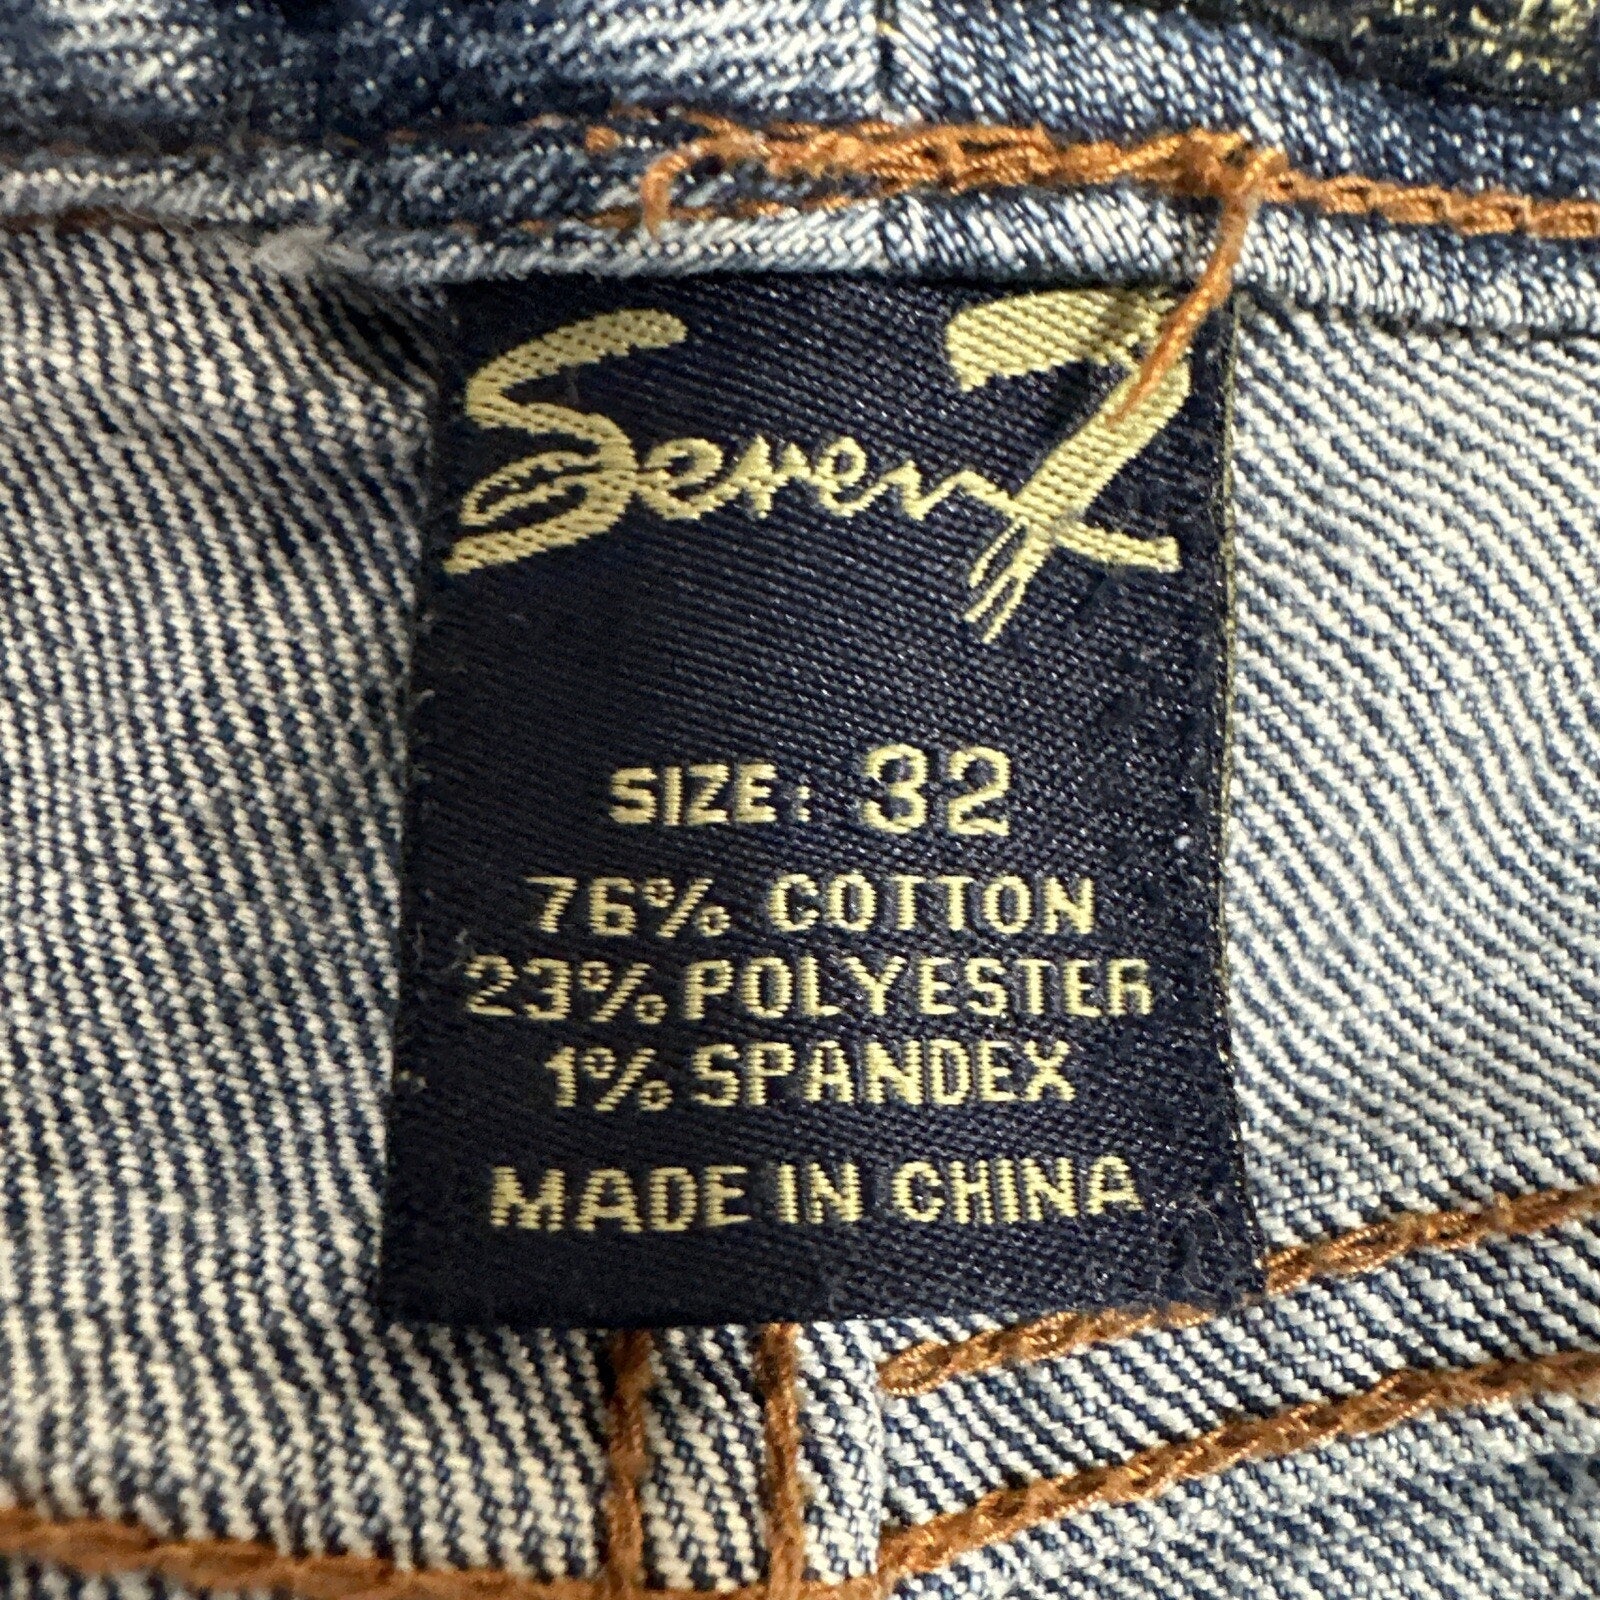 Seven7
SIZE: 32
76% COTTON
23% POLYESTER
1% SPANDEX
MADE IN CHINA